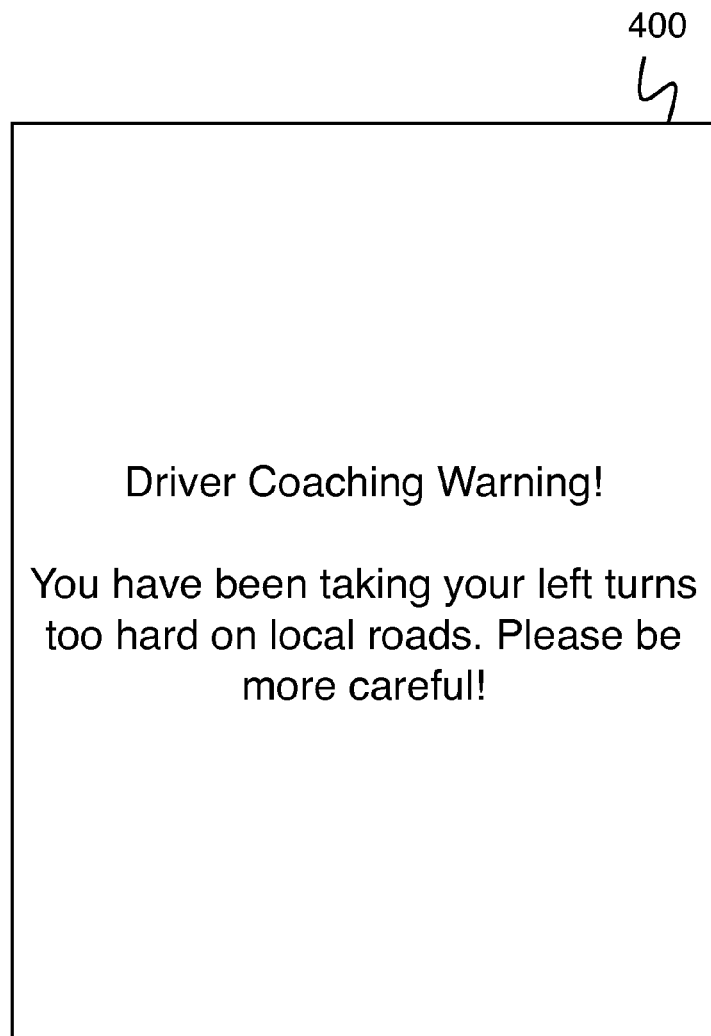 400
Driver Coaching Warning!
You have been taking your left turns
too hard on local roads. Please be
more careful!